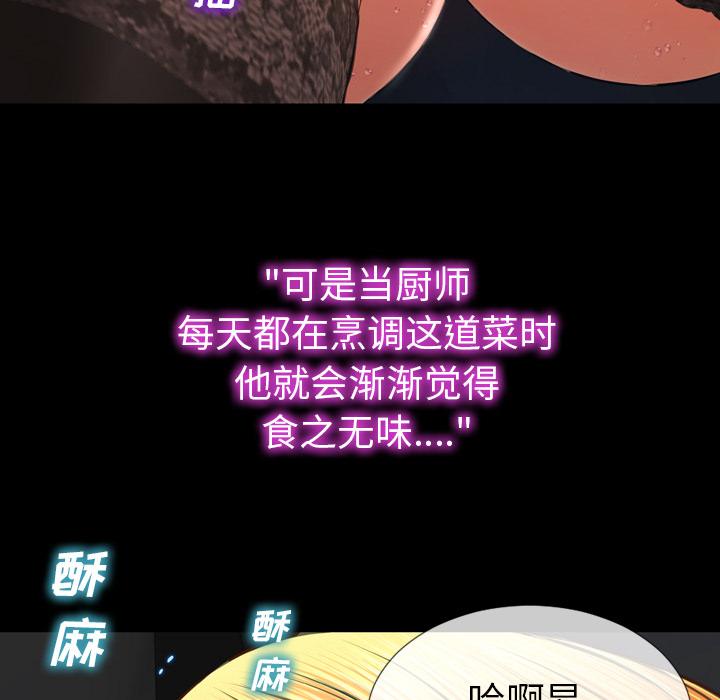 "可是当厨师
每天都在烹调这道菜时
他就会渐渐觉得
食之无味...."
酥
麻
酥
麻